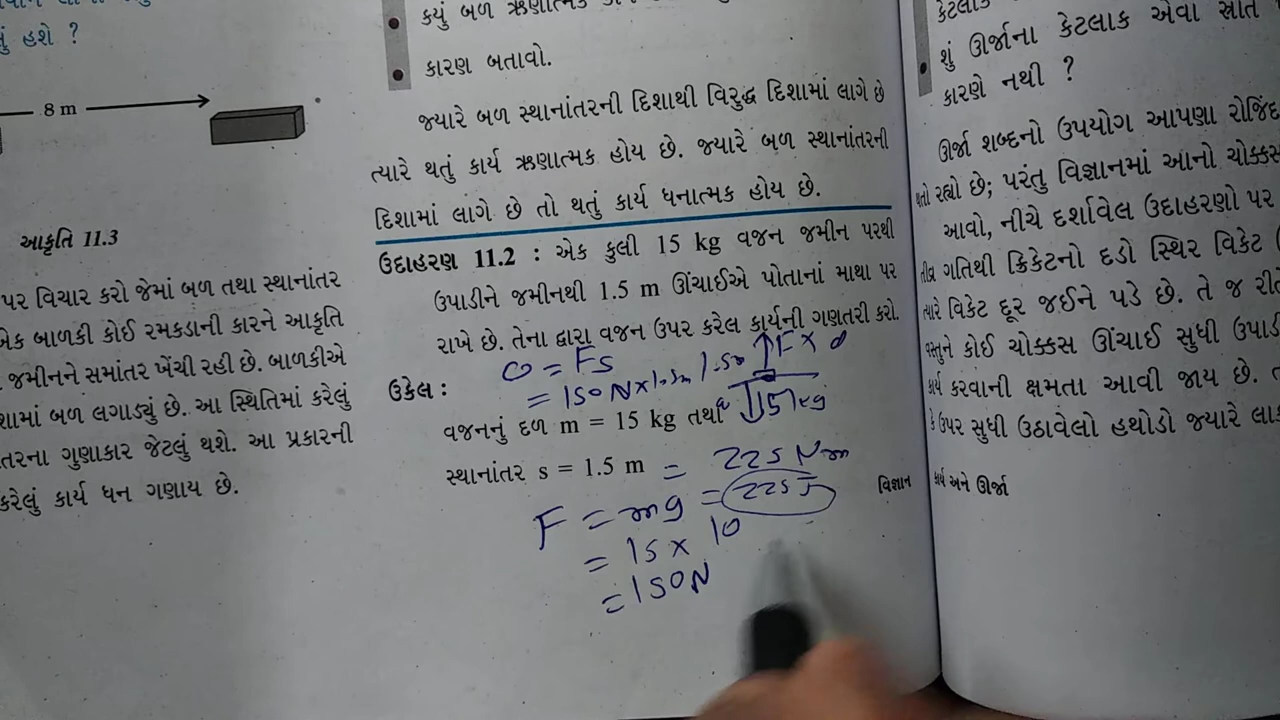 હશે ?
8 m
આકૃતિ 11.3
પર વિચાર કરો જેમાં બળ તથા સ્થાનાંતર
એક બાળકી કોઈ રમકડાની કારને આકૃતિ
જમીનને સમાંતર ખેંચી રહી છે. બાળકીએ
બળ લગાડ્યું છે. આ સ્થિતિમાં કરેલું
ગુણાકાર જેટલું થશે. આ પ્રકારની
કરેલું કાર્ય ધન ગણાય છે.
• કયું બળ ઋણાત્મક
• કારણ બતાવો.
જ્યારે બળ સ્થાનાંતરની દિશાથી વિરુદ્ધ દિશામાં લાગે છે
ત્યારે થતું કાર્ય ઋણાત્મક હોય છે. જ્યારે બળ સ્થાનાંતરની
દિશામાં લાગે છે તો થતું કાર્ય ધનાત્મક હોય છે.
ઉદાહરણ 11.2 : એક કુલી 15 kg વજન જમીન પરથી
ઉપાડીને જમીનથી 1.5 m ઊંચાઈએ પોતાનાં માથા પર
રાખે છે. તેના દ્વારા વજન ઉપર કરેલ કાર્યની ગણતરી કરો.
ઉકેલ :
= FS
= 150 N × 1.5m
F
15 kg
વજનનું દળ m = 15 kg તથા
સ્થાનાંતર s = 1.5 m
= 225 Nm
F = mg
= 225 J
= 15 × 10
= 150N
વિજ્ઞાન
કેટલાક
• શું ઊર્જાના કેટલાક એવા સ્રોત
કારણે નથી ?
ઊર્જા શબ્દનો ઉપયોગ આપણા
રહ્યો છે; પરંતુ વિજ્ઞાનમાં આનો ચોક્કસ
આવો, નીચે દર્શાવેલ ઉદાહરણો પર
તીવ્ર ગતિથી ક્રિકેટનો દડો સ્થિર વિકેટ
ત્યારે વિકેટ દૂર જઈને પડે છે. તે જ રીતે
વસ્તુને કોઈ ચોક્કસ ઊંચાઈ સુધી
કાર્ય કરવાની ક્ષમતા આવી જાય છે.
કે ઉપર સુધી ઉઠાવેલો હથોડો જ્યારે
કાર્ય અને ઊર્જા